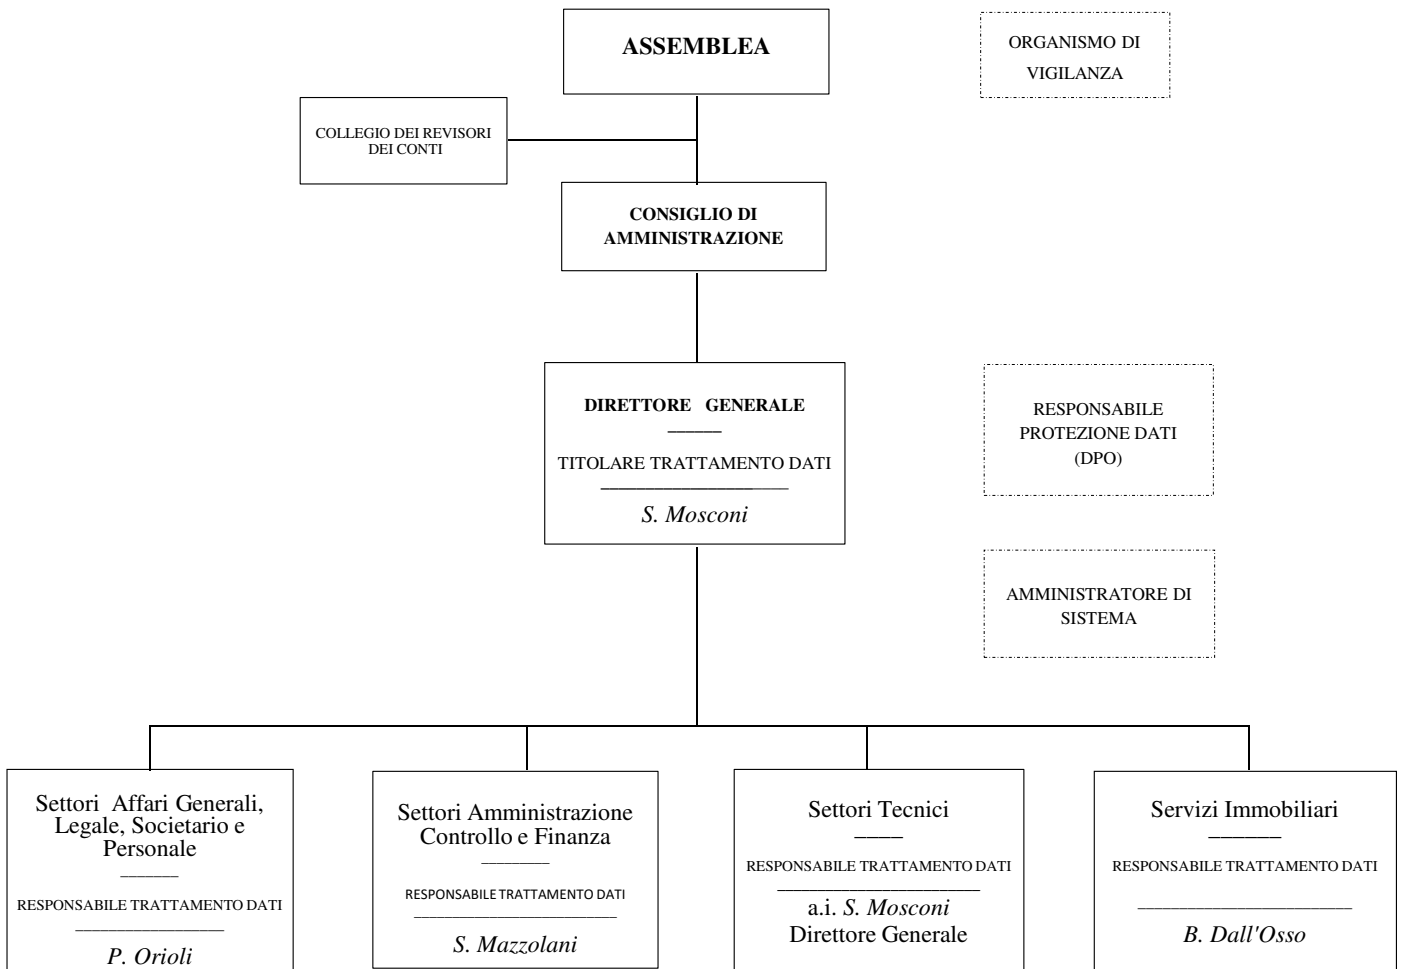 ASSEMBLEA
ORGANISMO DI
VIGILANZA
COLLEGIO DEI REVISORI
DEI CONTI
CONSIGLIO DI
AMMINISTRAZIONE
DIRETTORE GENERALE
TITOLARE TRATTAMENTO DATI
S. Mosconi
RESPONSABILE
PROTEZIONE DATI
(DPO)
AMMINISTRATORE DI
SISTEMA
Settori Affari Generali,
Legale, Societario e
Personale
RESPONSABILE TRATTAMENTO DATI
P. Orioli
Settori Amministrazione
Controllo e Finanza
RESPONSABILE TRATTAMENTO DATI
S. Mazzolani
Settori Tecnici
RESPONSABILE TRATTAMENTO DATI
a.i. S. Mosconi
Direttore Generale
Servizi Immobiliari
RESPONSABILE TRATTAMENTO DATI
B. Dall'Osso